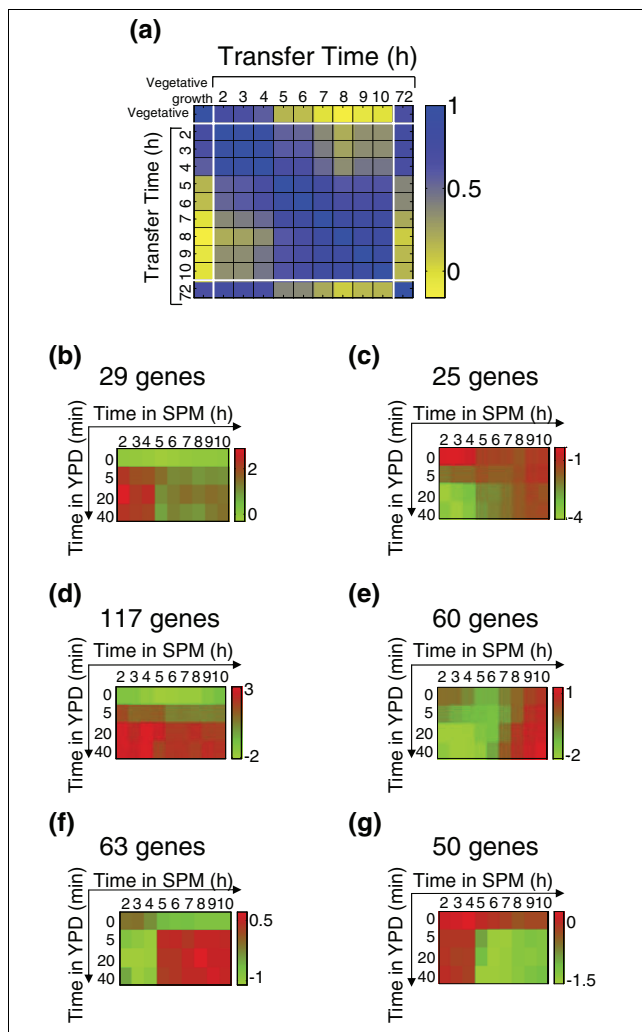 (a)
Transfer Time (h)
Vegetative
growth 2 3 4 5 6 7 8 9 10 72
Vegetative
Transfer Time (h)
2
3
4
5
6
7
8
9
10
72
1
0.5
0
(b)
29 genes
Time in SPM (h)
2 3 4 5 6 7 8 9 10
Time in YPD (min)
0
5
20
40
2
0
(c)
25 genes
Time in SPM (h)
2 3 4 5 6 7 8 9 10
Time in YPD (min)
0
5
20
40
-1
-4
(d)
117 genes
Time in SPM (h)
2 3 4 5 6 7 8 9 10
Time in YPD (min)
0
5
20
40
3
-2
(e)
60 genes
Time in SPM (h)
2 3 4 5 6 7 8 9 10
Time in YPD (min)
0
5
20
40
1
-2
(f)
63 genes
Time in SPM (h)
2 3 4 5 6 7 8 9 10
Time in YPD (min)
0
5
20
40
0.5
-1
(g)
50 genes
Time in SPM (h)
2 3 4 5 6 7 8 9 10
Time in YPD (min)
0
5
20
40
0
-1.5